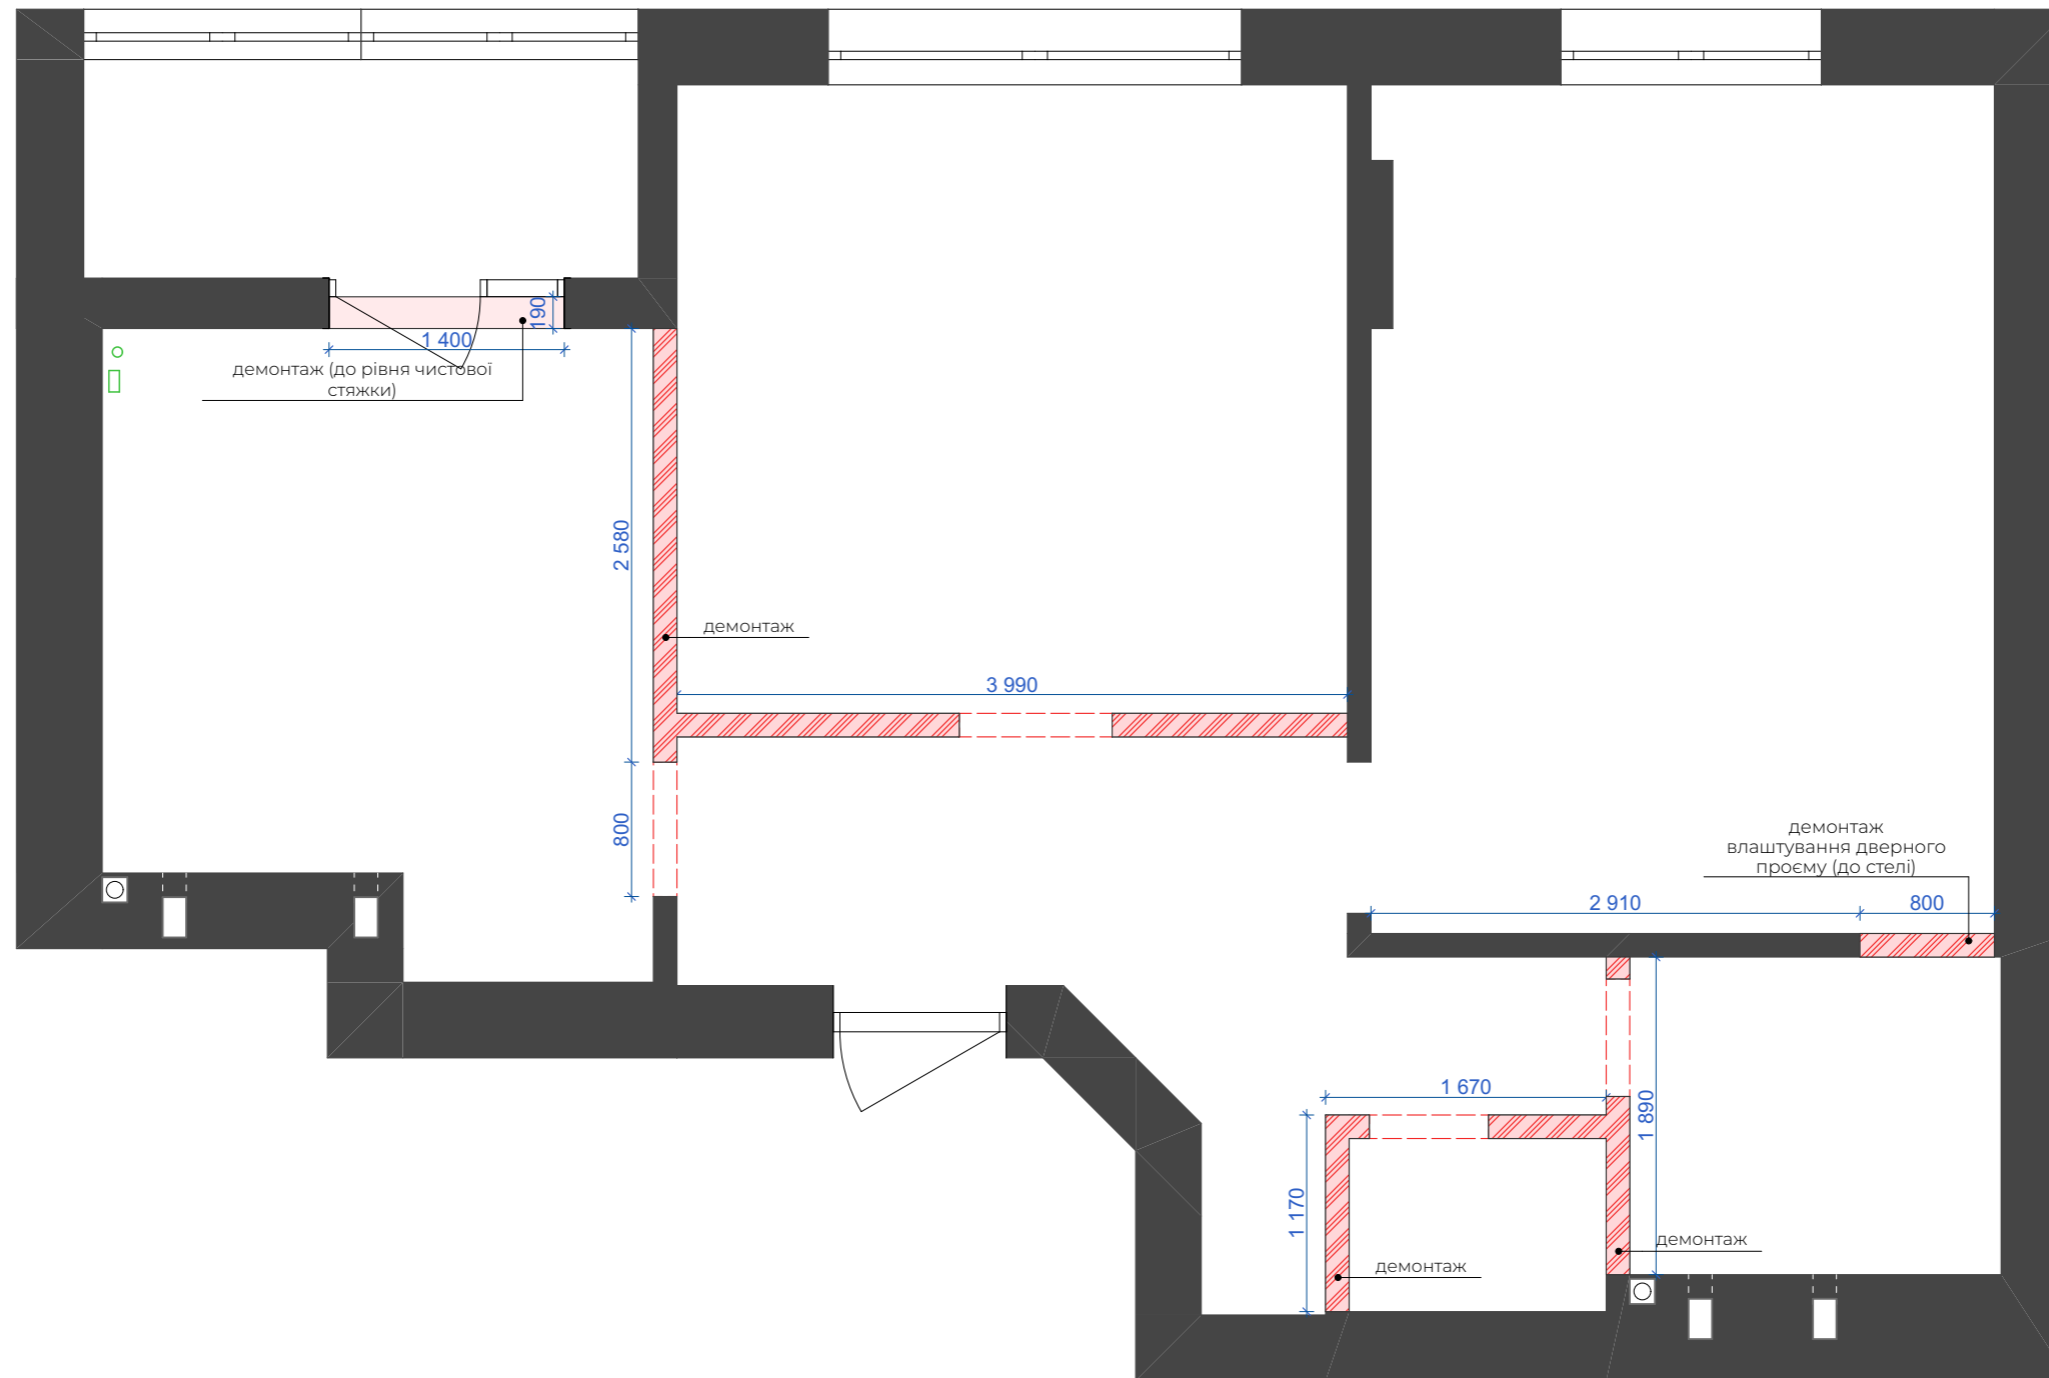 190
1 400
демонтаж (до рівня чистової
стяжки)
2 580
демонтаж
3 990
800
демонтаж
влаштування дверного
проєму (до стелі)
2 910
800
1 670
1 890
1 170
демонтаж
демонтаж